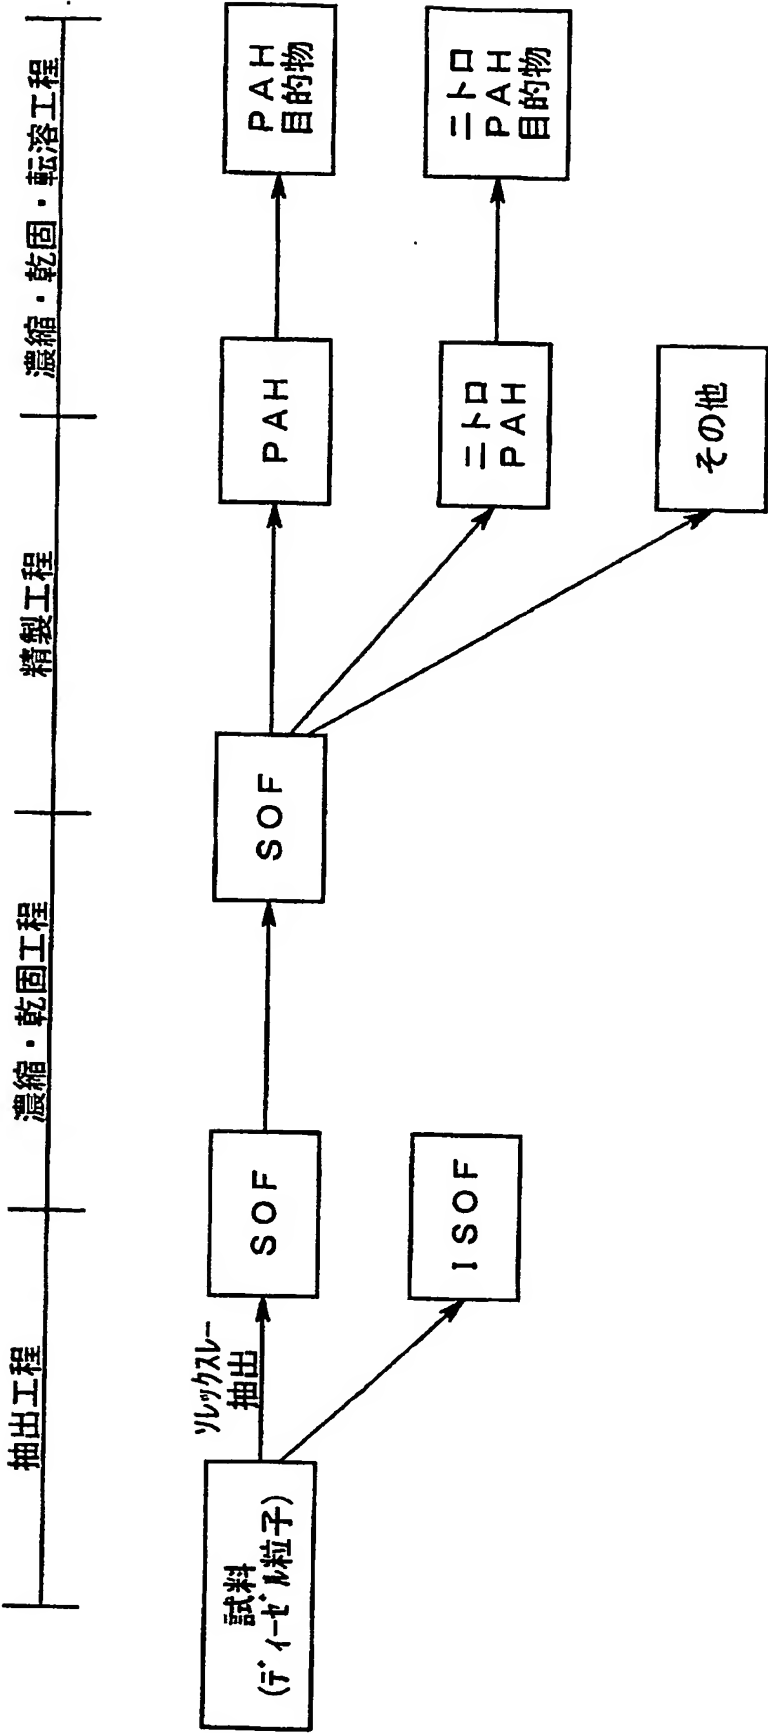 抽出工程
濃縮・乾固工程
精製工程
濃縮・乾固・転溶工程
試料
(ディーゼル粒子)
ソレックスレー
抽出
SOF
ISOF
SOF
PAH
ニトロ
PAH
その他
PAH
目的物
ニトロ
PAH
目的物